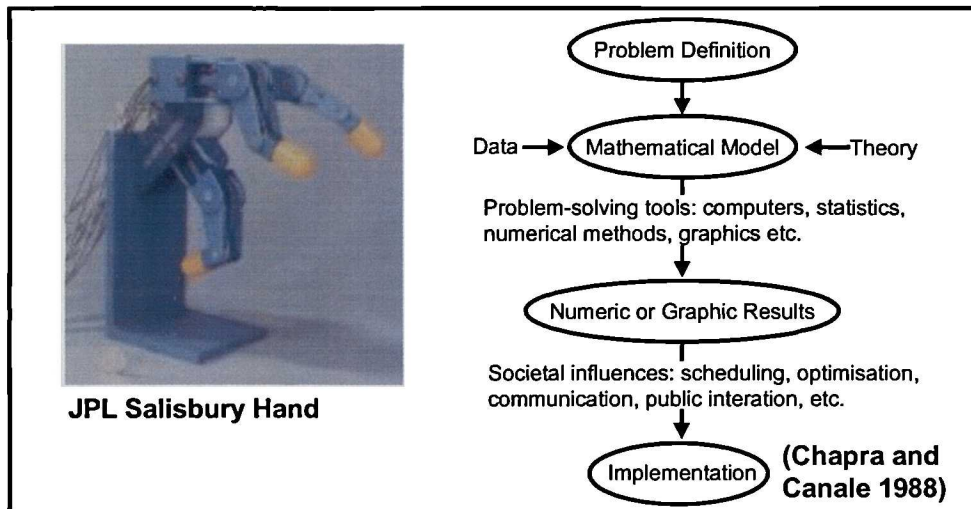 JPL Salisbury Hand
Problem Definition
Data
Mathematical Model
Theory
Problem-solving tools: computers, statistics,
numerical methods, graphics etc.
Numeric or Graphic Results
Societal influences: scheduling, optimisation,
communication, public interation, etc.
Implementation
(Chapra and
Canale 1988)